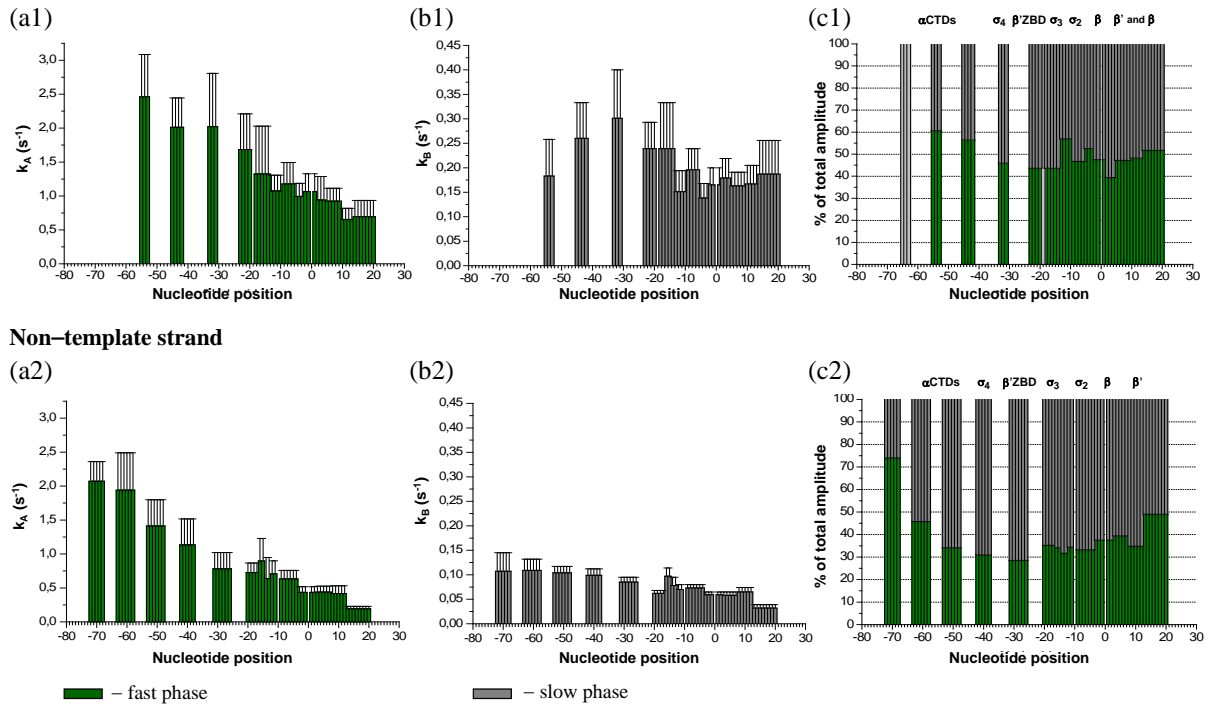 (a1) (b1) (c1)
αCTDs σ4 β'ZBD σ3 σ2 β β' and β
kA (s-1)
3,0
2,5
2,0
1,5
1,0
0,5
0,0
-80 -70 -60 -50 -40 -30 -20 -10 0 10 20 30
Nucleotide position
kB (s-1)
0,45
0,40
0,35
0,30
0,25
0,20
0,15
0,10
0,05
0,00
-80 -70 -60 -50 -40 -30 -20 -10 0 10 20 30
Nucleotide position
% of total amplitude
100
90
80
70
60
50
40
30
20
10
0
-80 -70 -60 -50 -40 -30 -20 -10 0 10 20 30
Nucleotide position
Non–template strand
(a2) (b2) (c2)
αCTDs σ4 β'ZBD σ3 σ2 β β'
kA (s-1)
3,0
2,5
2,0
1,5
1,0
0,5
0,0
-80 -70 -60 -50 -40 -30 -20 -10 0 10 20 30
Nucleotide position
kB (s-1)
0,45
0,40
0,35
0,30
0,25
0,20
0,15
0,10
0,05
0,00
-80 -70 -60 -50 -40 -30 -20 -10 0 10 20 30
Nucleotide position
% of total amplitude
100
90
80
70
60
50
40
30
20
10
0
-80 -70 -60 -50 -40 -30 -20 -10 0 10 20 30
Nucleotide position
– fast phase – slow phase